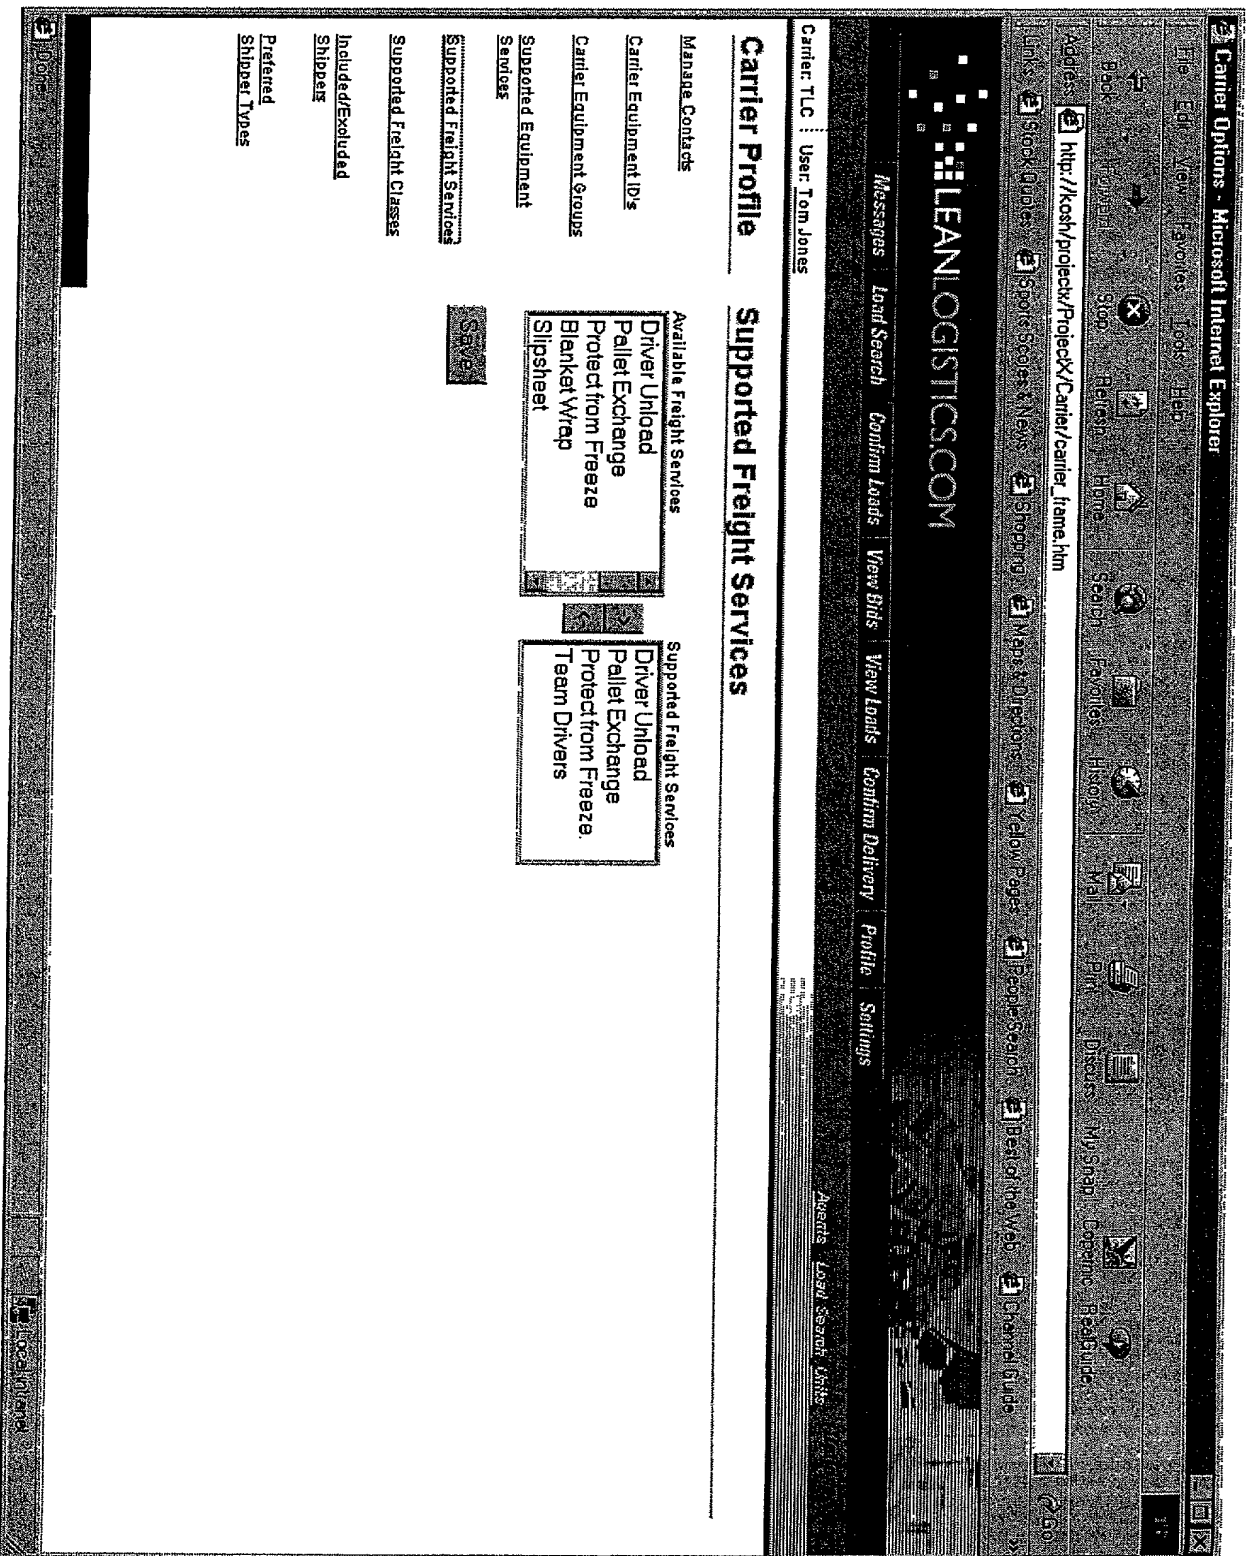 Carrier Options - Microsoft Internet Explorer
File Edit View Favorites Tools Help
Back Forward Stop Refresh Home Search Favorites History Mail Print Discuss My Snap Copernic RealGuide
Address http://kosh/projectx/ProjectX/Carrier/carrier_frame.htm Go
Links Stock Quotes Sports Scores & News Shopping Maps & Directions Yellow Pages People Search Best of the Web Channel Guide
LEANLOGISTICS.COM
Messages Load Search Confirm Loads View Bids View Loads Confirm Delivery Profile Settings
Agents Load Search Units
Carrier: TLC User: Tom Jones
Carrier Profile
Manage Contacts
Carrier Equipment ID's
Carrier Equipment Groups
Supported Equipment
Services
Supported Freight Services
Supported Freight Classes
Included/Excluded
Shippers
Preferred
Shipper Types
Supported Freight Services
Available Freight Services
Driver Unload
Pallet Exchange
Protect from Freeze
Blanket Wrap
Slipsheet
>
<
Supported Freight Services
Driver Unload
Pallet Exchange
Protect from Freeze.
Team Drivers
Save
Done
Local intranet